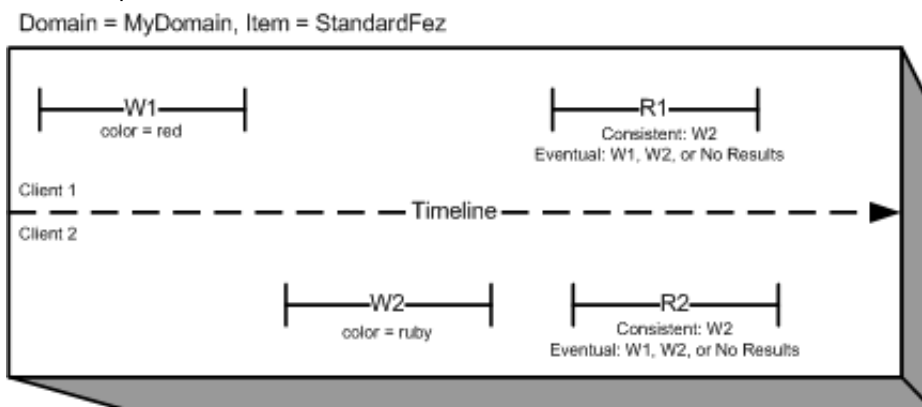 Domain = MyDomain, Item = StandardFez
W1
color = red
R1
Consistent: W2
Eventual: W1, W2, or No Results
Client 1
Timeline
Client 2
W2
color = ruby
R2
Consistent: W2
Eventual: W1, W2, or No Results